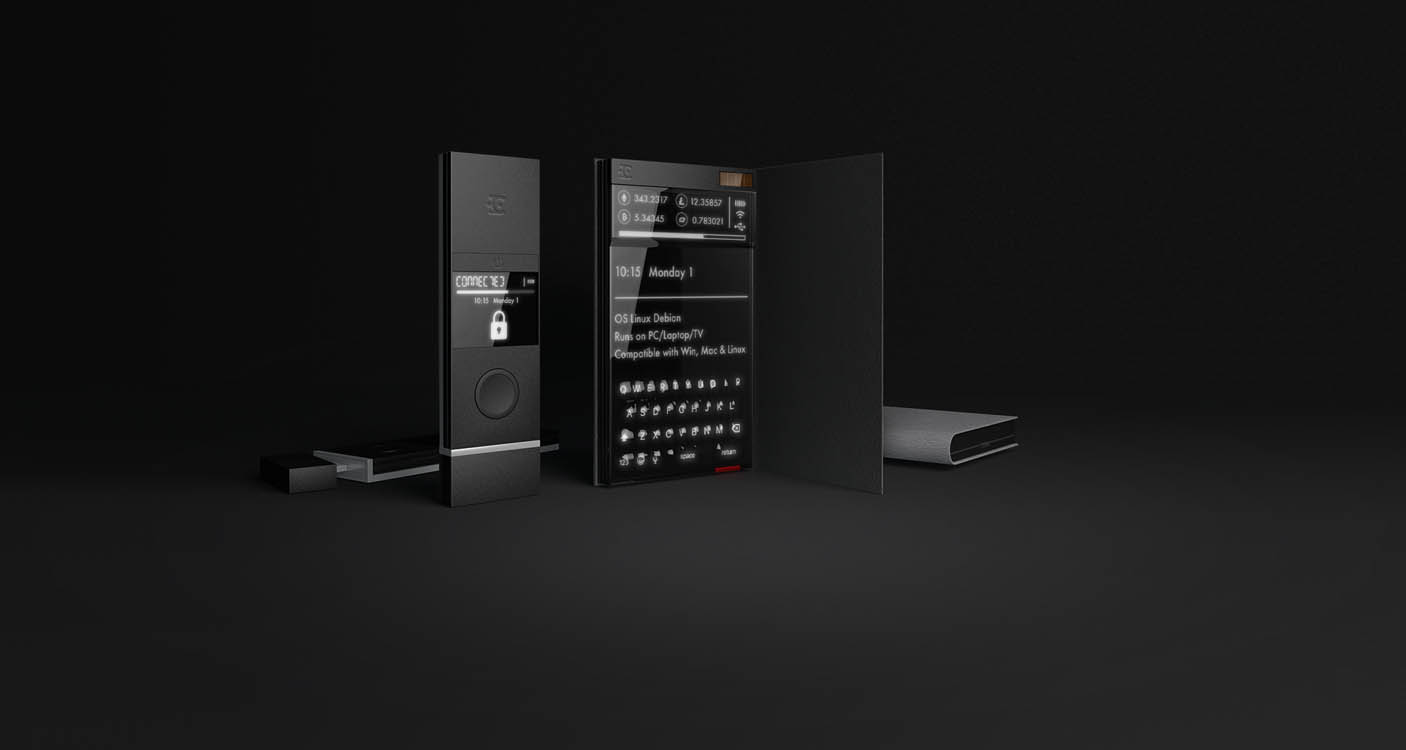 CONNECTED
10:15 Monday 1
343.2317 Ł 12.35857
B 5.34345 0.783021
10:15 Monday 1
OS Linux Debian
Runs on PC/Laptop/TV
Compatible with Win, Mac & Linux
Q W E R T Y U O I P
A S D F G H J K L
Z X C V B N M
123 space return